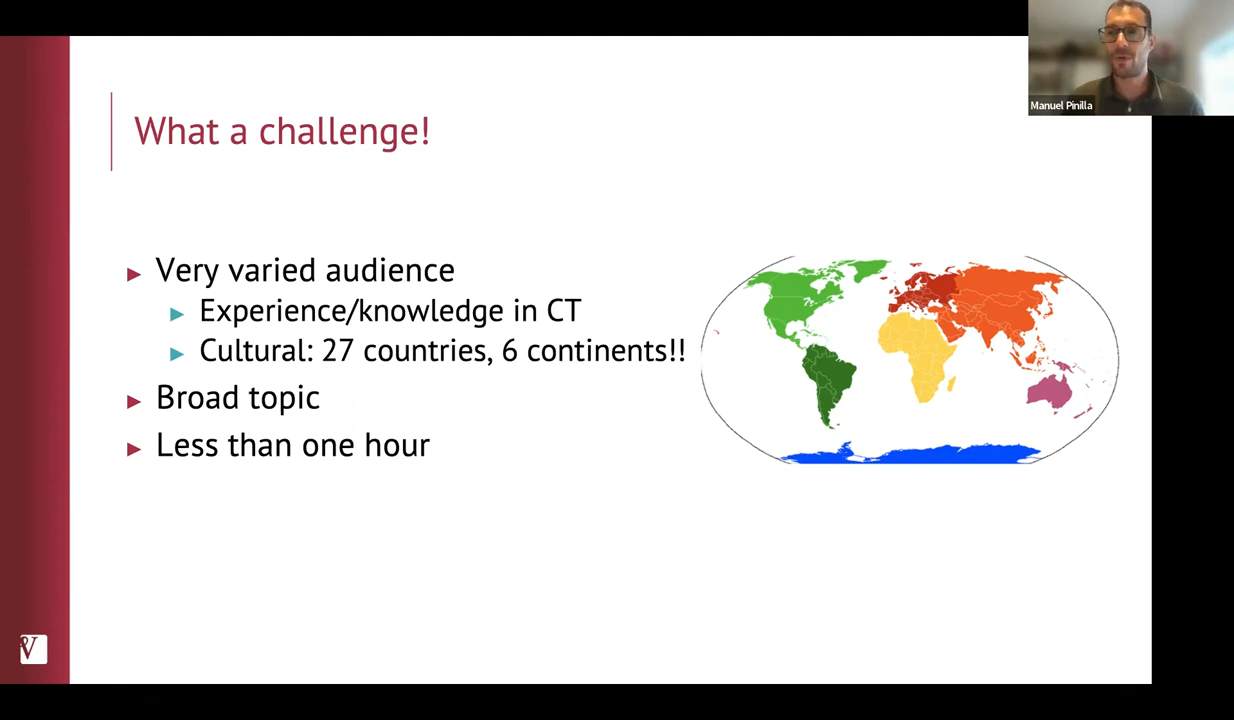 Manuel Pinilla
What a challenge!
► Very varied audience
► Experience/knowledge in CT
► Cultural: 27 countries, 6 continents!!
► Broad topic
► Less than one hour
V